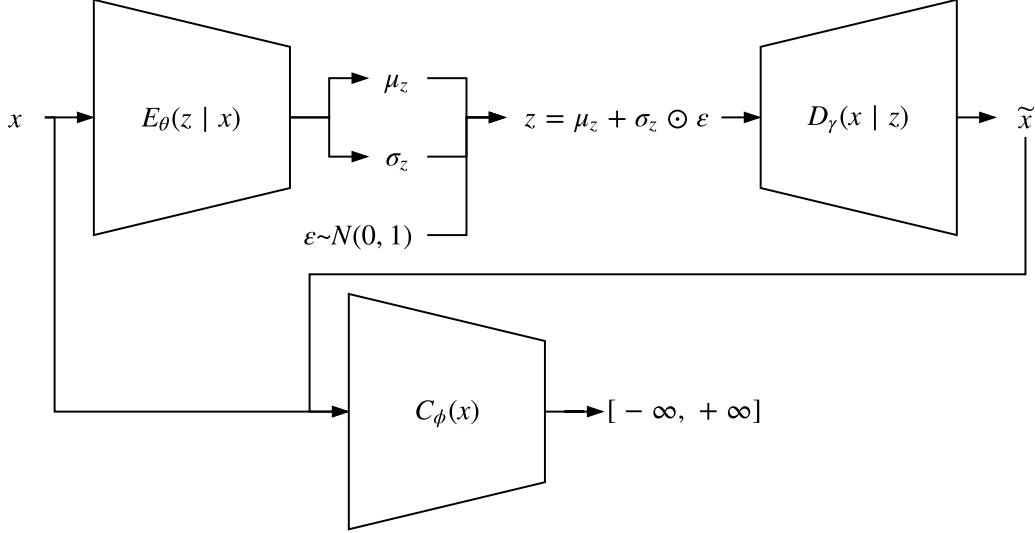 x
E_θ(z | x)
μ_z
σ_z
ε~N(0, 1)
z = μ_z + σ_z ⊙ ε
D_γ(x | z)
x̃
C_ϕ(x)
[ − ∞, + ∞]